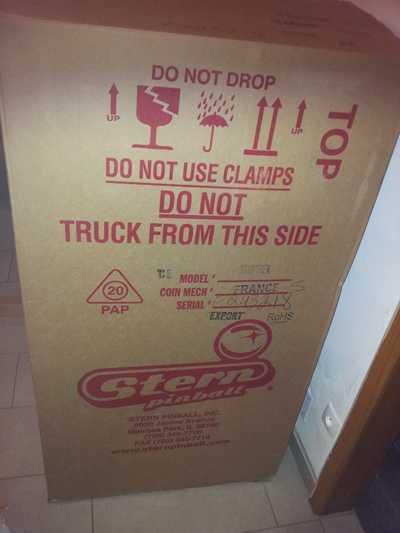 DO NOT DROP
UP
UP
TOP
DO NOT USE CLAMPS
DO NOT
TRUCK FROM THIS SIDE
MODEL
COIN MECH FRANCE
SERIAL
EXPORT RoHS
20
PAP
Stern
pinball
STERN PINBALL, INC.
www.sternpinball.com